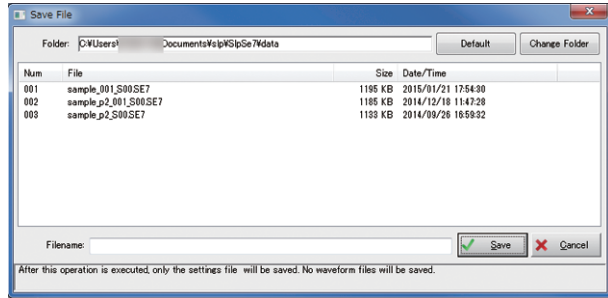 Save File
Folder: C:¥Users¥ Documents¥slp¥SlpSe7¥data Default Change Folder
Num File Size Date/Time
001 sample_001_S00.SE7 1195 KB 2015/01/21 17:54:30
002 sample_p2_001_S00.SE7 1185 KB 2014/12/18 11:47:28
003 sample_p2_S00.SE7 1133 KB 2014/09/26 16:59:32
Filename: Save Cancel
After this operation is executed, only the settings file will be saved. No waveform files will be saved.